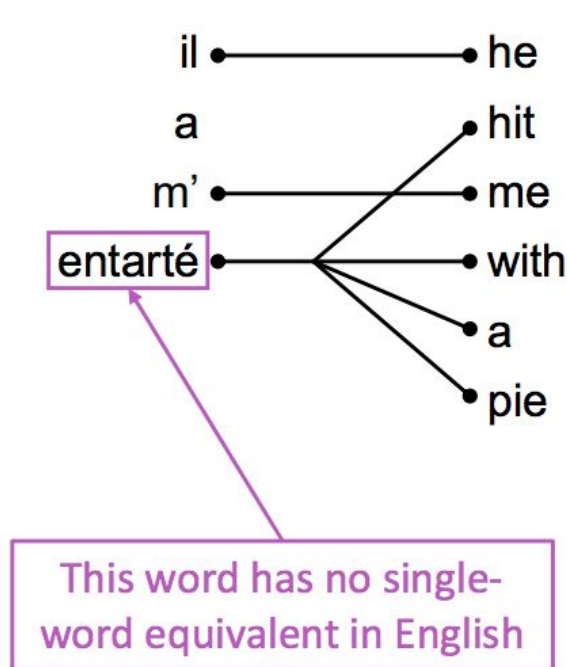 il he
a hit
m’ me
entarté with
a
pie
This word has no single-
word equivalent in English